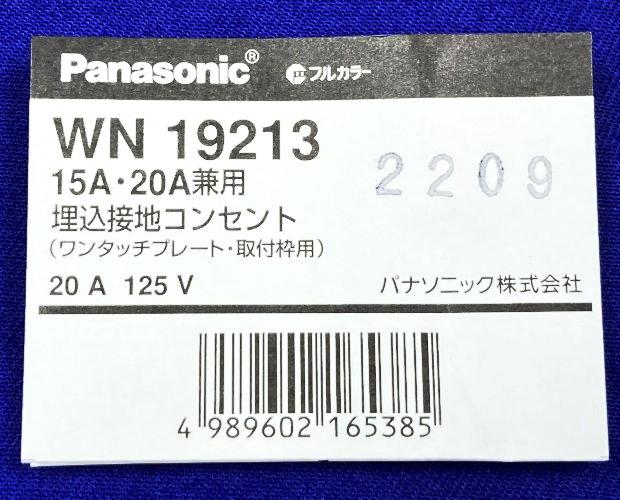 Panasonic® フルカラー
WN 19213
2209
15A・20A兼用
埋込接地コンセント
(ワンタッチプレート・取付枠用)
20 A 125 V パナソニック株式会社
4 989602 165385